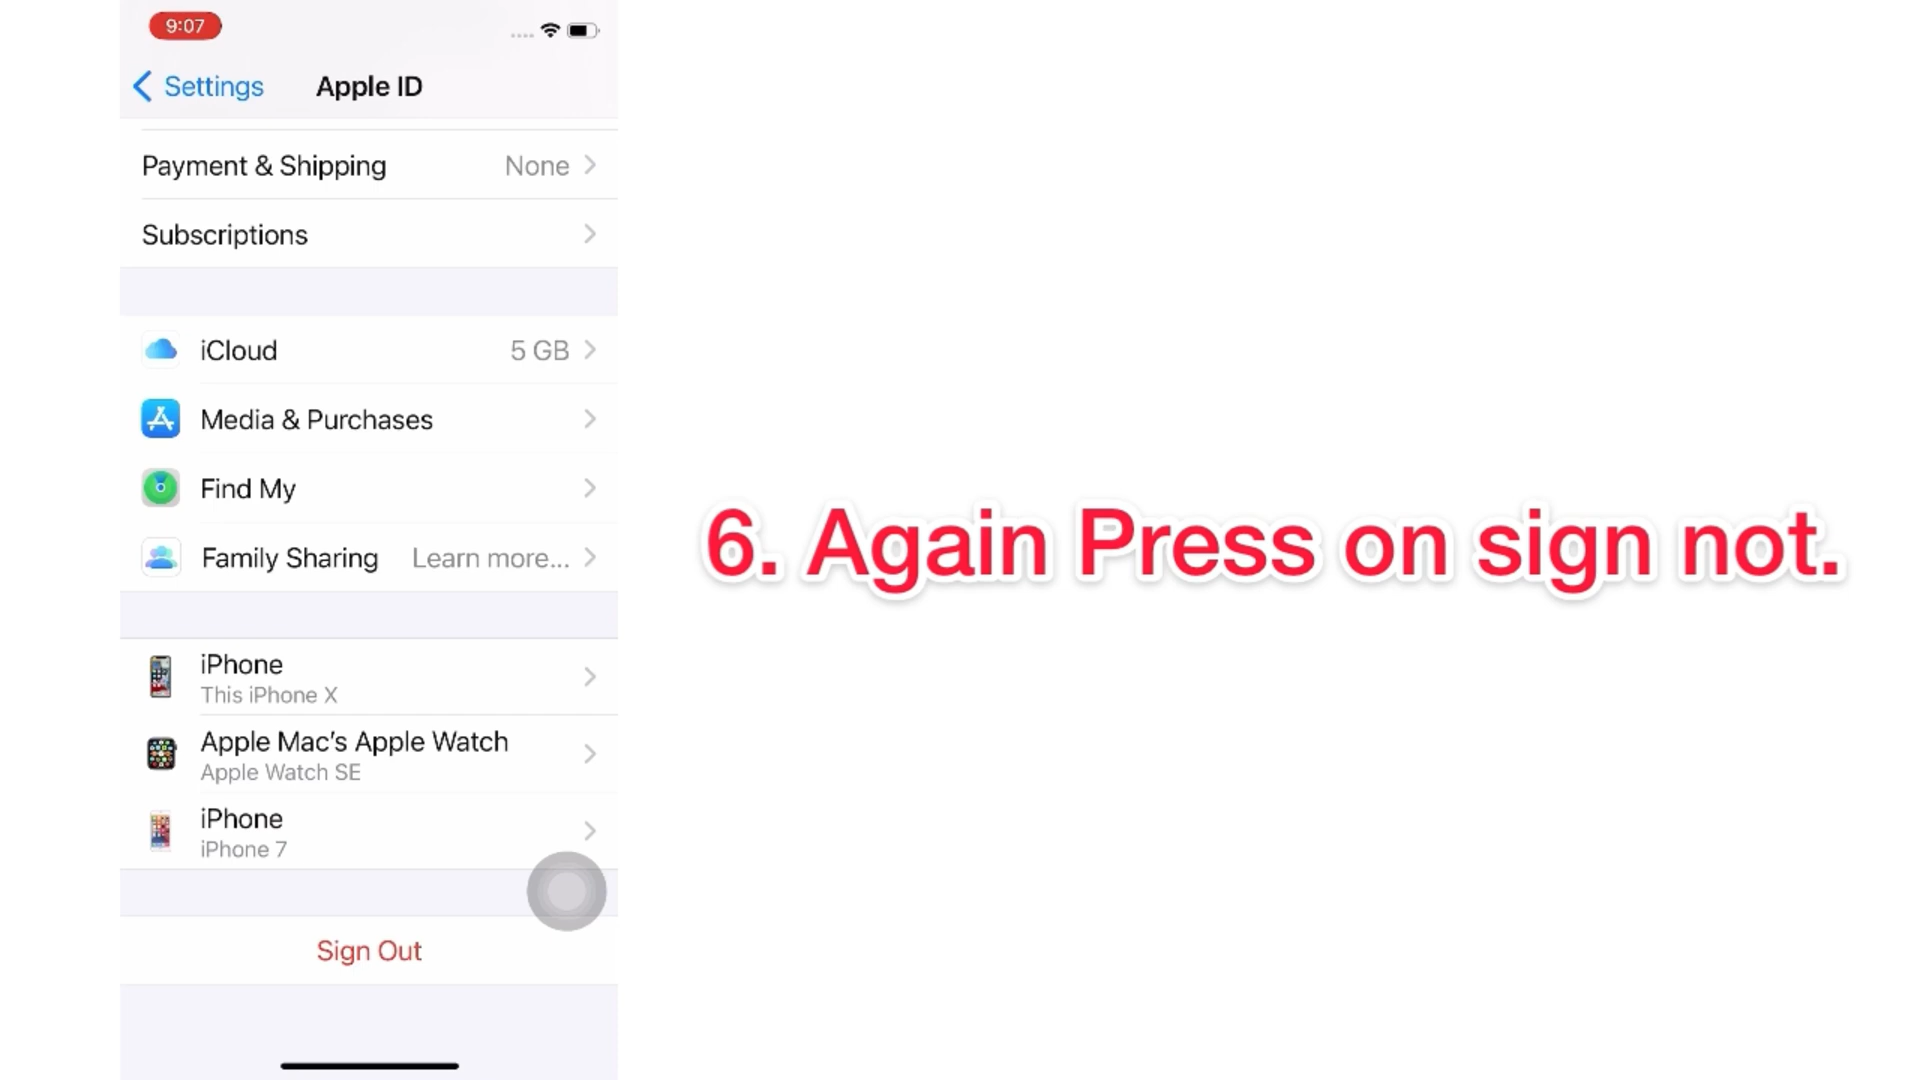 9:07
Settings
Apple ID
Payment & Shipping None
Subscriptions
iCloud 5 GB
Media & Purchases
Find My
Family Sharing Learn more...
iPhone
This iPhone X
Apple Mac's Apple Watch
Apple Watch SE
iPhone
iPhone 7
Sign Out
6. Again Press on sign not.